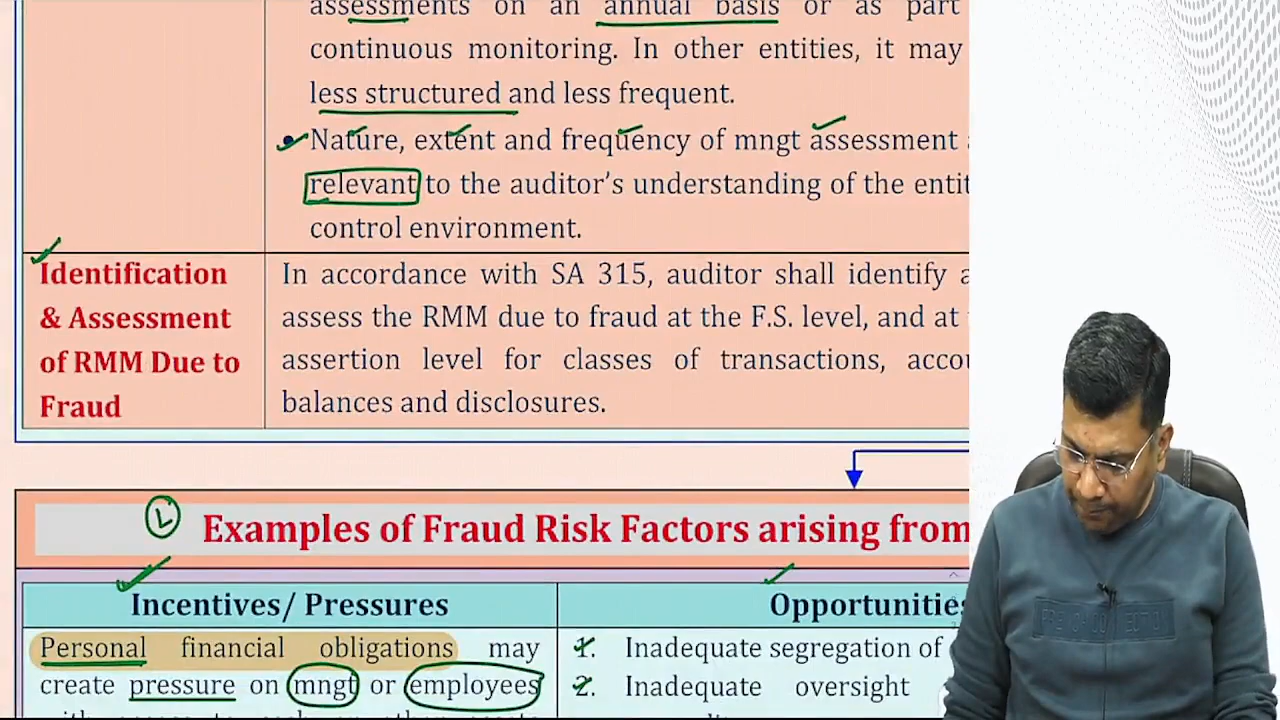 assessments on an annual basis or as part
continuous monitoring. In other entities, it may
less structured and less frequent.
• Nature, extent and frequency of mngt assessment
relevant to the auditor's understanding of the entit
control environment.
Identification
& Assessment
of RMM Due to
Fraud
In accordance with SA 315, auditor shall identify a
assess the RMM due to fraud at the F.S. level, and at
assertion level for classes of transactions, accou
balances and disclosures.
L
Examples of Fraud Risk Factors arising from
Incentives/ Pressures
Personal financial obligations may
create pressure on mngt or employees
Opportunities
1. Inadequate segregation of
2. Inadequate oversight